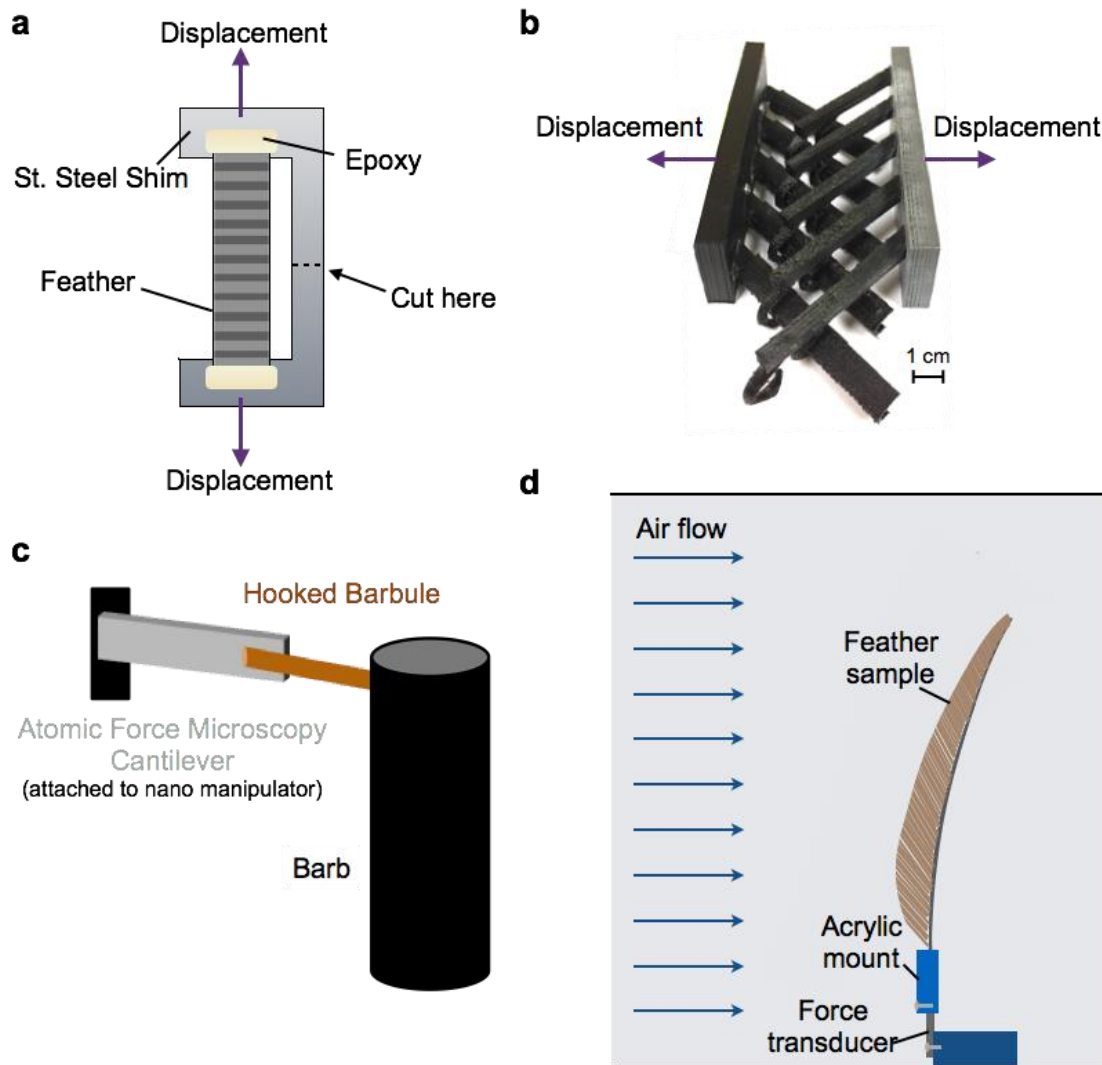 a
Displacement
St. Steel Shim
Epoxy
Feather
Cut here
Displacement
b
Displacement
Displacement
1 cm
c
Hooked Barbule
Atomic Force Microscopy
Cantilever
(attached to nano manipulator)
Barb
d
Air flow
Feather
sample
Acrylic
mount
Force
transducer